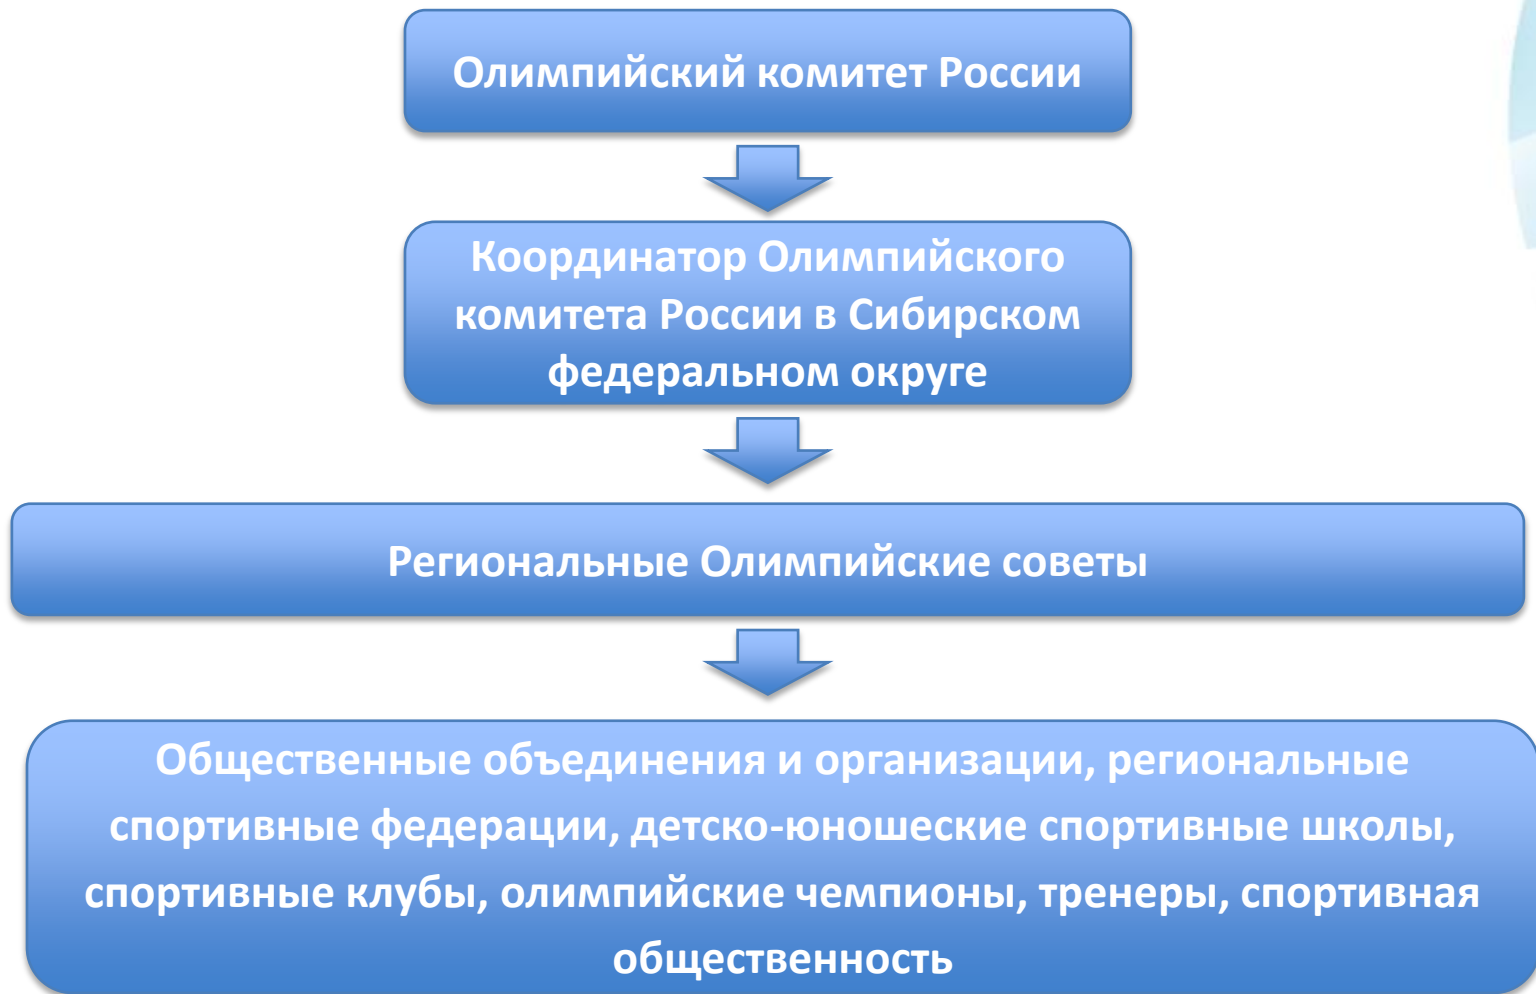 Олимпийский комитет России
Координатор Олимпийского
комитета России в Сибирском
федеральном округе
Региональные Олимпийские советы
Общественные объединения и организации, региональные
спортивные федерации, детско-юношеские спортивные школы,
спортивные клубы, олимпийские чемпионы, тренеры, спортивная
общественность